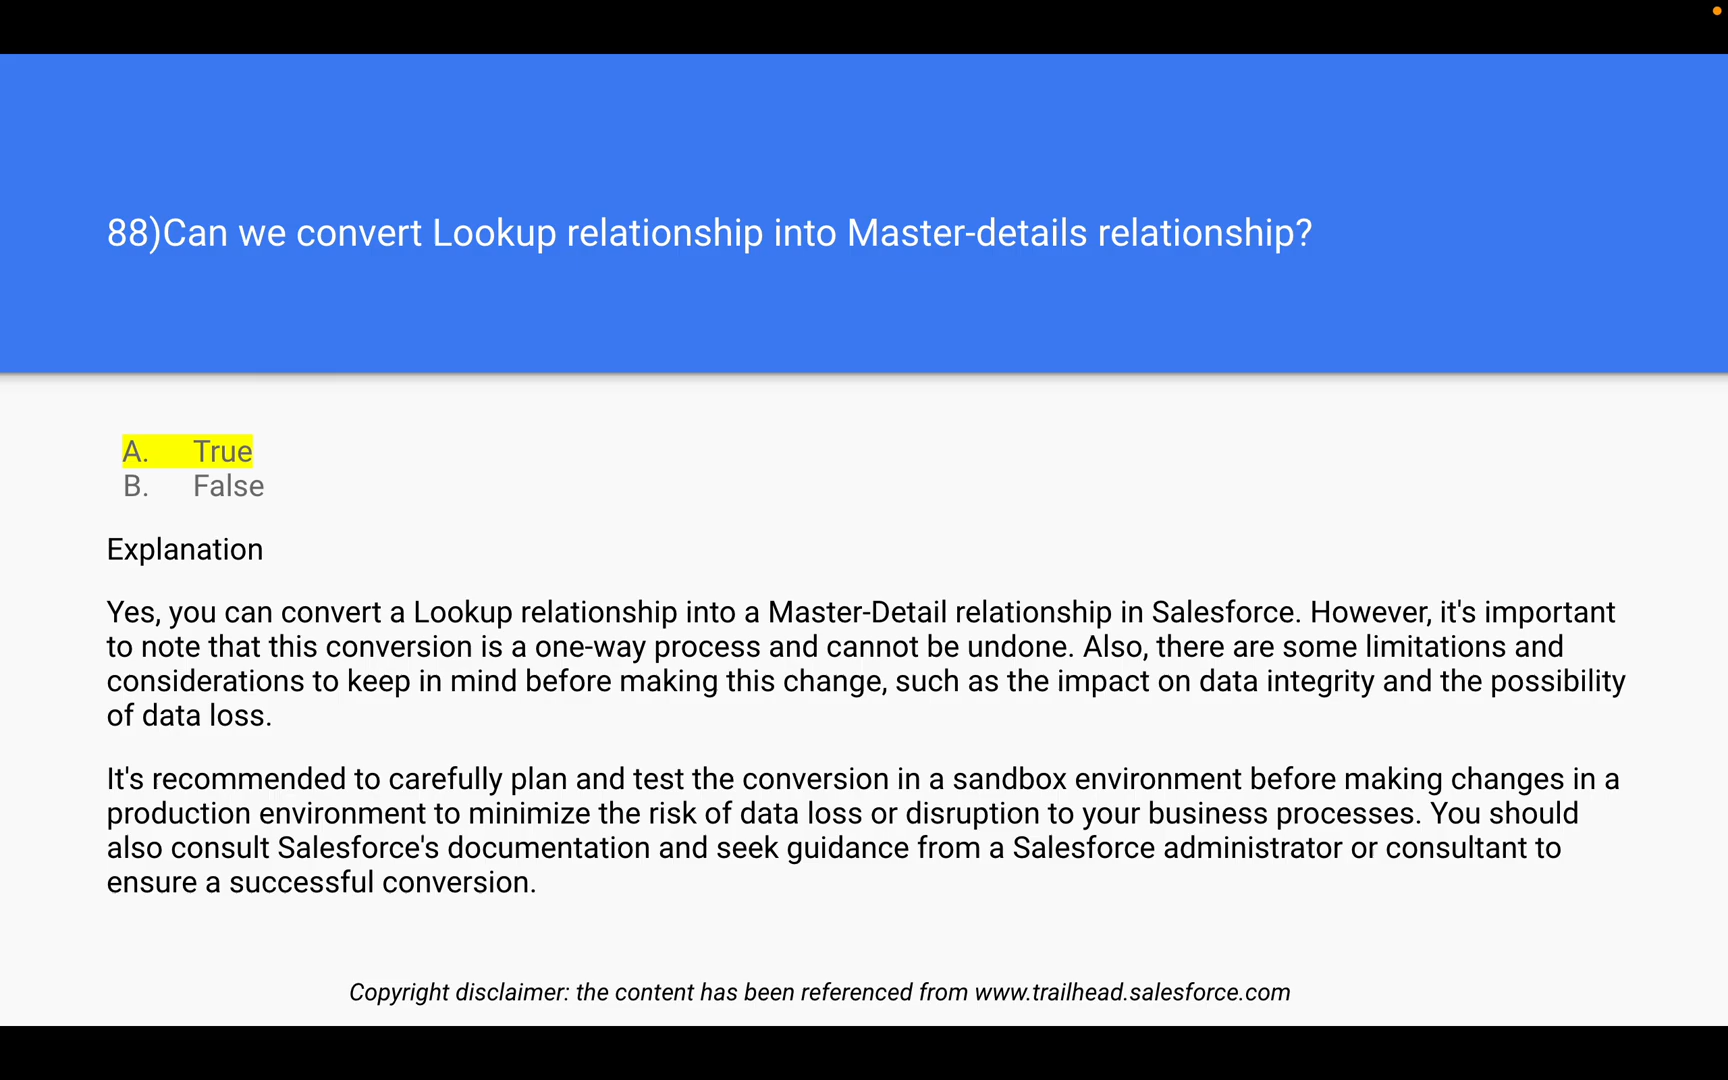 88)Can we convert Lookup relationship into Master-details relationship?
A. True
B. False
Explanation
Yes, you can convert a Lookup relationship into a Master-Detail relationship in Salesforce. However, it's important
to note that this conversion is a one-way process and cannot be undone. Also, there are some limitations and
considerations to keep in mind before making this change, such as the impact on data integrity and the possibility
of data loss.
It's recommended to carefully plan and test the conversion in a sandbox environment before making changes in a
production environment to minimize the risk of data loss or disruption to your business processes. You should
also consult Salesforce's documentation and seek guidance from a Salesforce administrator or consultant to
ensure a successful conversion.
Copyright disclaimer: the content has been referenced from www.trailhead.salesforce.com